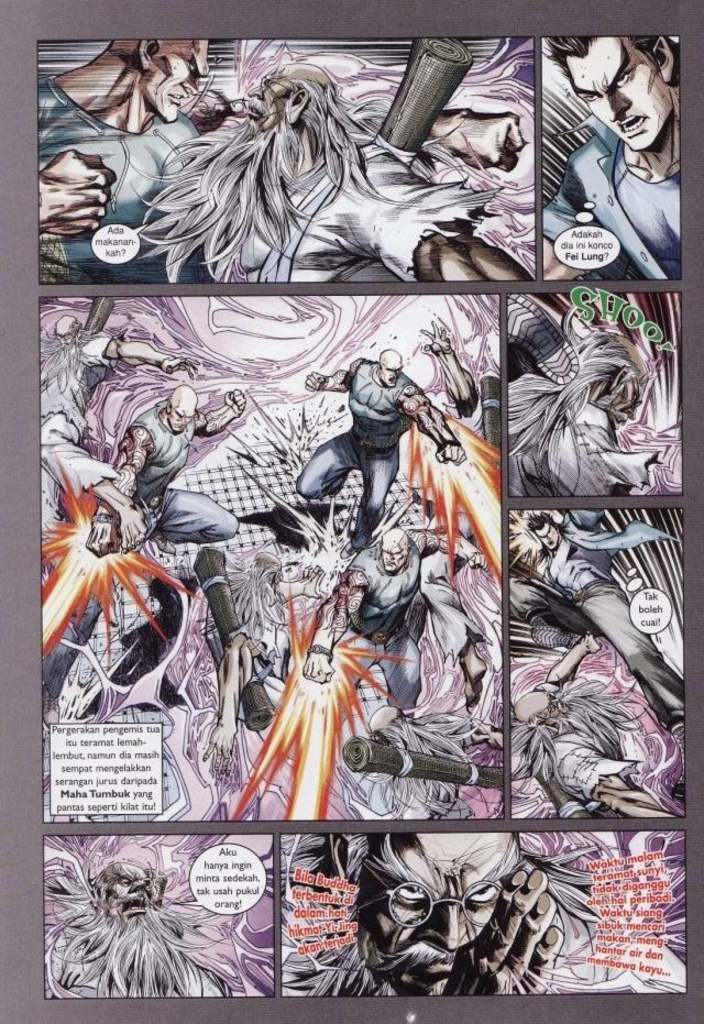 Ada
makanan-
kah?
Adakah
dia ini konco
Fei Lung?
SHOO!
Tak
boleh
cuai!
Pergerakan pengemis tua
itu teramat lemah-
lembut, namun dia masih
sempat mengelakkan
serangan jurus daripada
Maha Tumbuk yang
pantas seperti kilat itu!
Aku
hanya ingin
minta sedekah,
tak usah pukul
orang!
Bila Buddha
terbentuk di
dalam hati
hikmat Yi-Jing
akan terjadi.
Waktu malam
teramat sunyi,
tidak diganggu
oleh hal peribadi.
Waktu siang
sibuk mencari
makan, meng-
hantar air dan
membawa kayu...